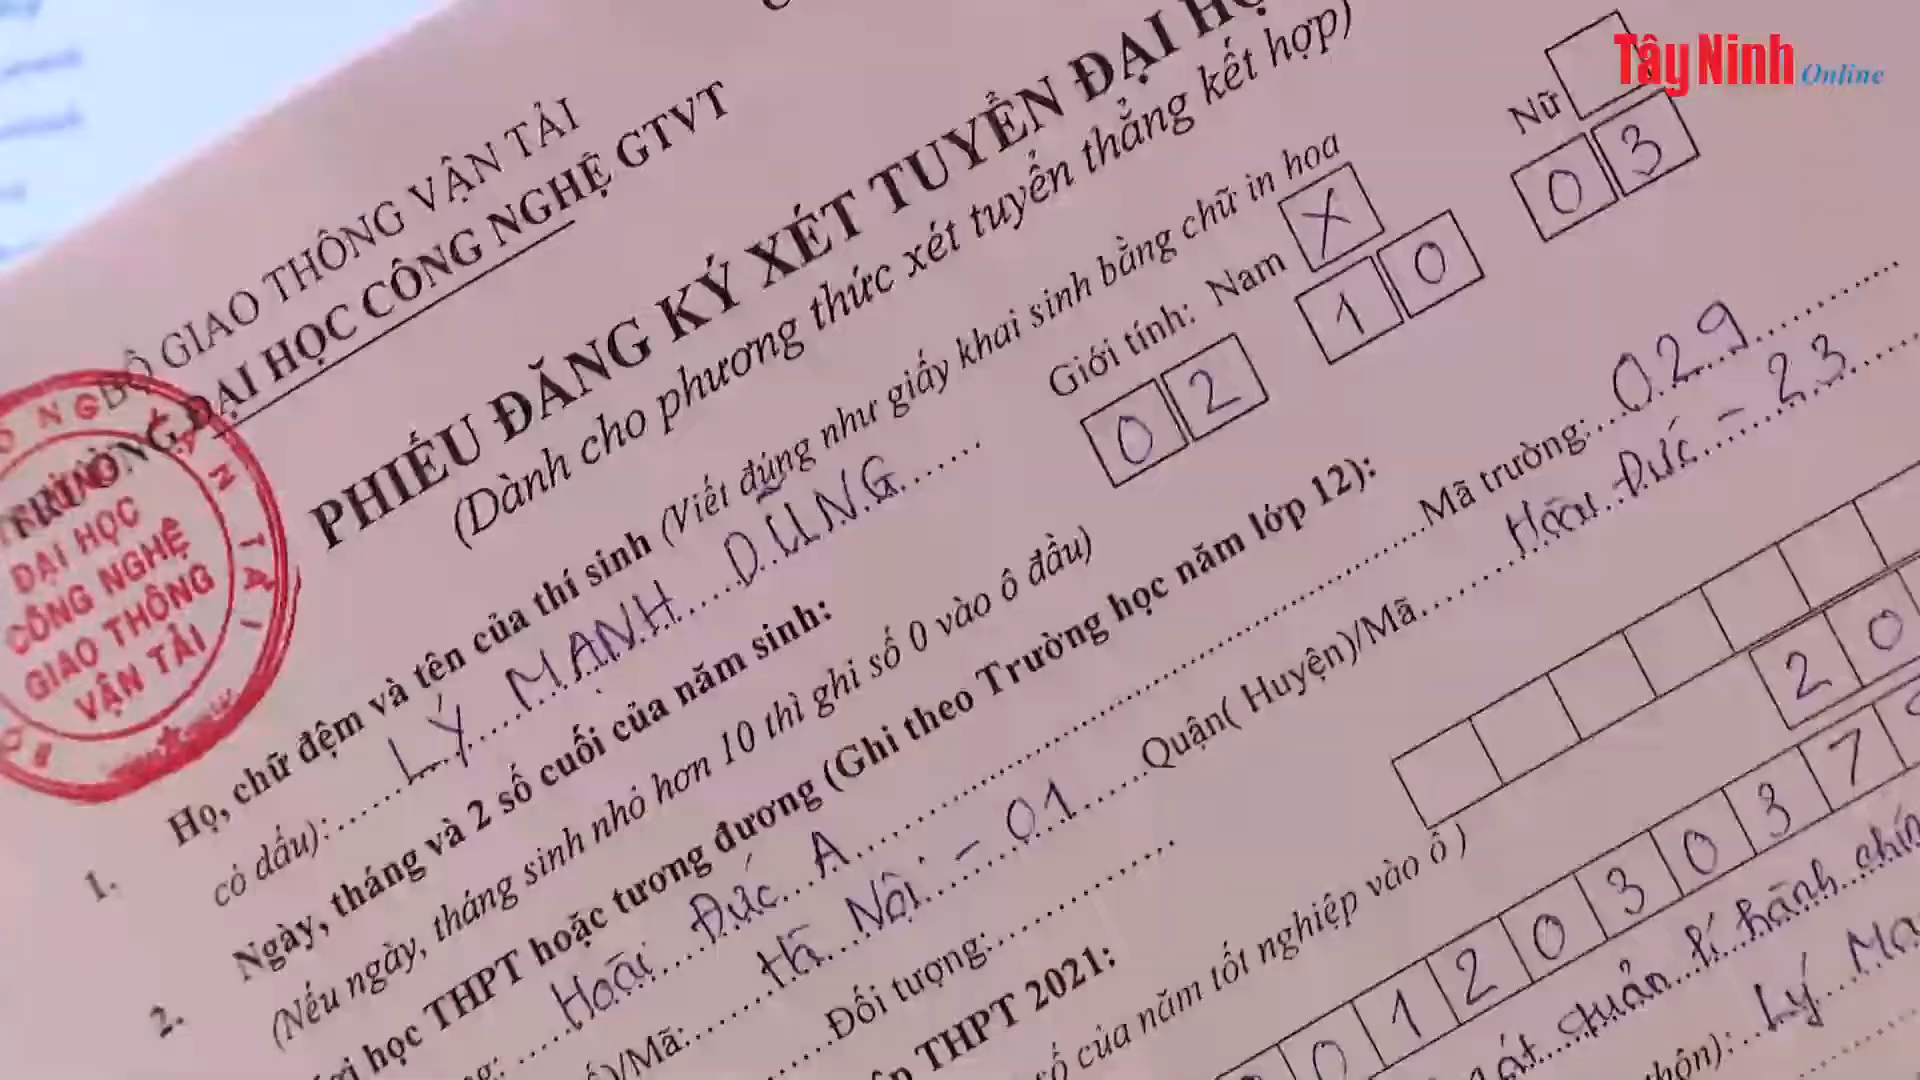 Tây Ninh Online
BỘ GIAO THÔNG VẬN TẢI
TRƯỜNG ĐẠI HỌC CÔNG NGHỆ GTVT
PHIẾU ĐĂNG KÝ XÉT TUYỂN ĐẠI
(Dành cho phương thức xét tuyển thẳng kết hợp)
ĐẠI HỌC
CÔNG NGHỆ
GIAO THÔNG
VẬN TẢI
1. Họ, chữ đệm và tên của thí sinh (Viết đúng như giấy khai sinh bằng chữ in hoa
có dấu): LÝ MẠNH DŨNG Giới tính: Nam X Nữ
2. Ngày, tháng và 2 số cuối của năm sinh: 0 2 1 0 0 3
(Nếu ngày, tháng sinh nhỏ hơn 10 thì ghi số 0 vào ô đầu)
học THPT hoặc tương đương (Ghi theo Trường học năm lớp 12):
Hoài Đức A Mã trường: 029
/Mã: Hà Nội - 01 Quận( Huyện)/Mã Hoài Đức - 23
Đối tượng:
THPT 2021:
số của năm tốt nghiệp vào ô) 2 0
0 1 2 0 3 0 3 7
quản lí hành
thôn): Lý